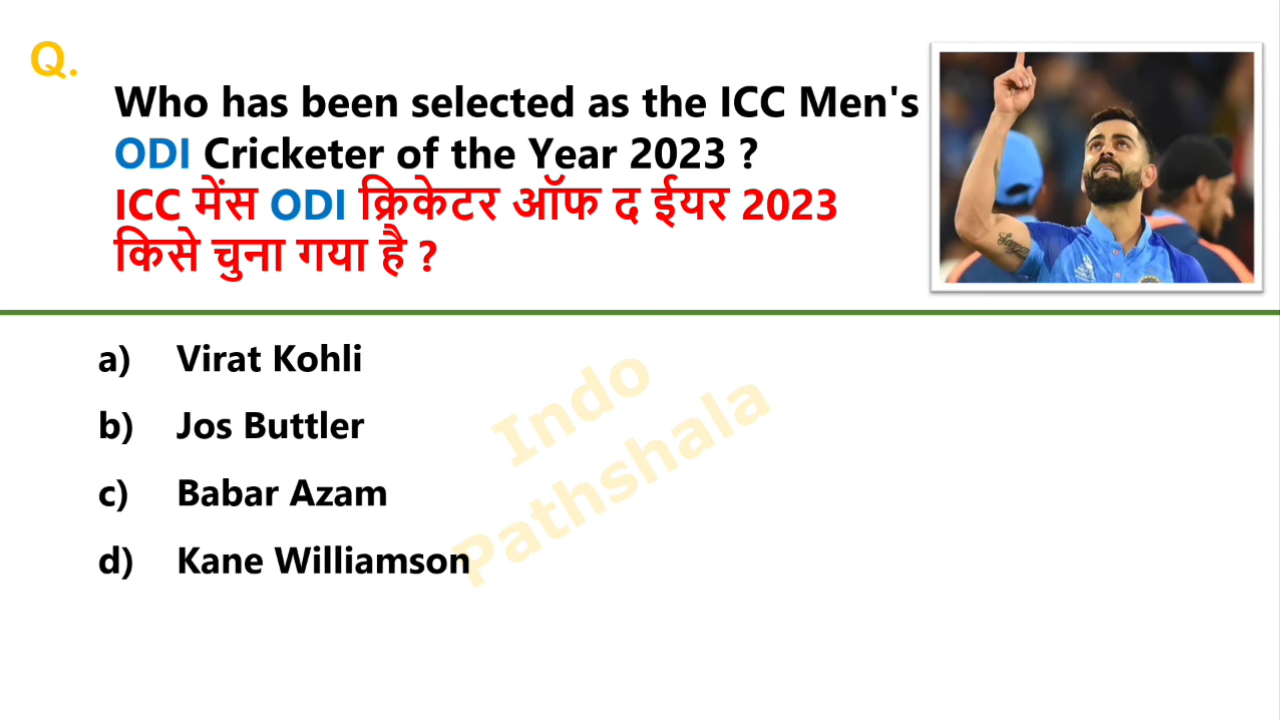 Q.
Who has been selected as the ICC Men's
ODI Cricketer of the Year 2023 ?
ICC मेंस ODI क्रिकेटर ऑफ द ईयर 2023
किसे चुना गया है ?
a) Virat Kohli
b) Jos Buttler
c) Babar Azam
d) Kane Williamson
Indo
Pathshala